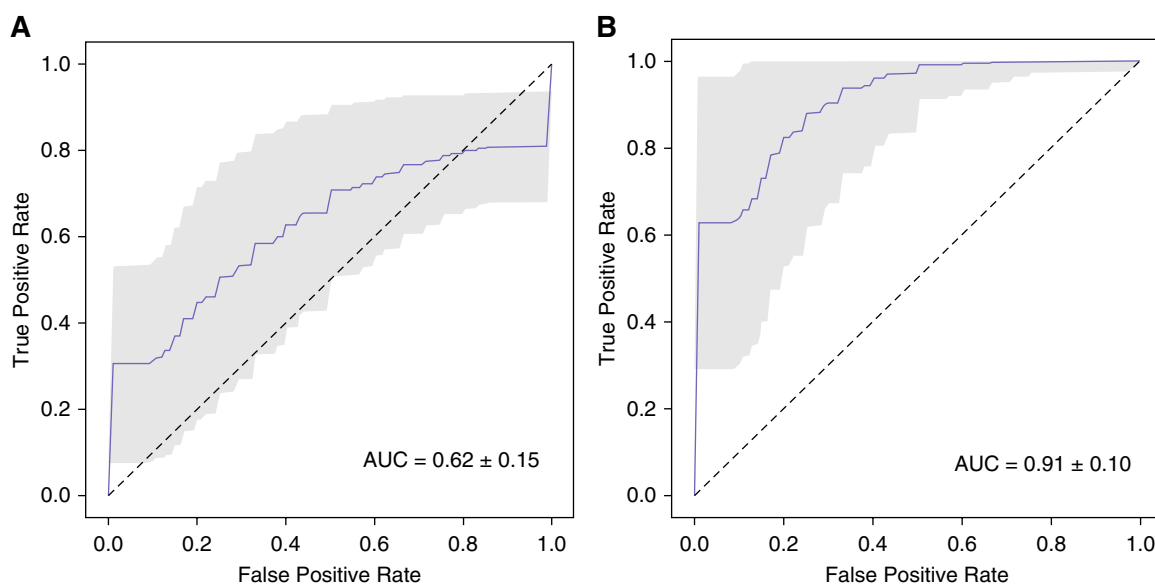 A
1.0
0.8
0.6
0.4
0.2
0.0
True Positive Rate
AUC = 0.62 ± 0.15
0.0 0.2 0.4 0.6 0.8 1.0
False Positive Rate
B
1.0
0.8
0.6
0.4
0.2
0.0
True Positive Rate
AUC = 0.91 ± 0.10
0.0 0.2 0.4 0.6 0.8 1.0
False Positive Rate